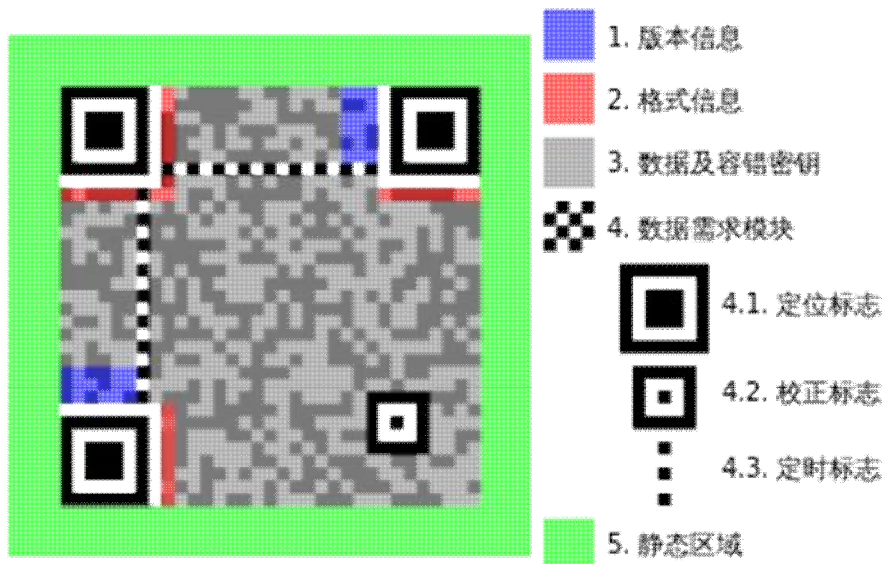 1. 版本信息
2. 格式信息
3. 数据及容错密钥
4. 数据需求模块
4.1. 定位标志
4.2. 校正标志
4.3. 定时标志
5. 静态区域